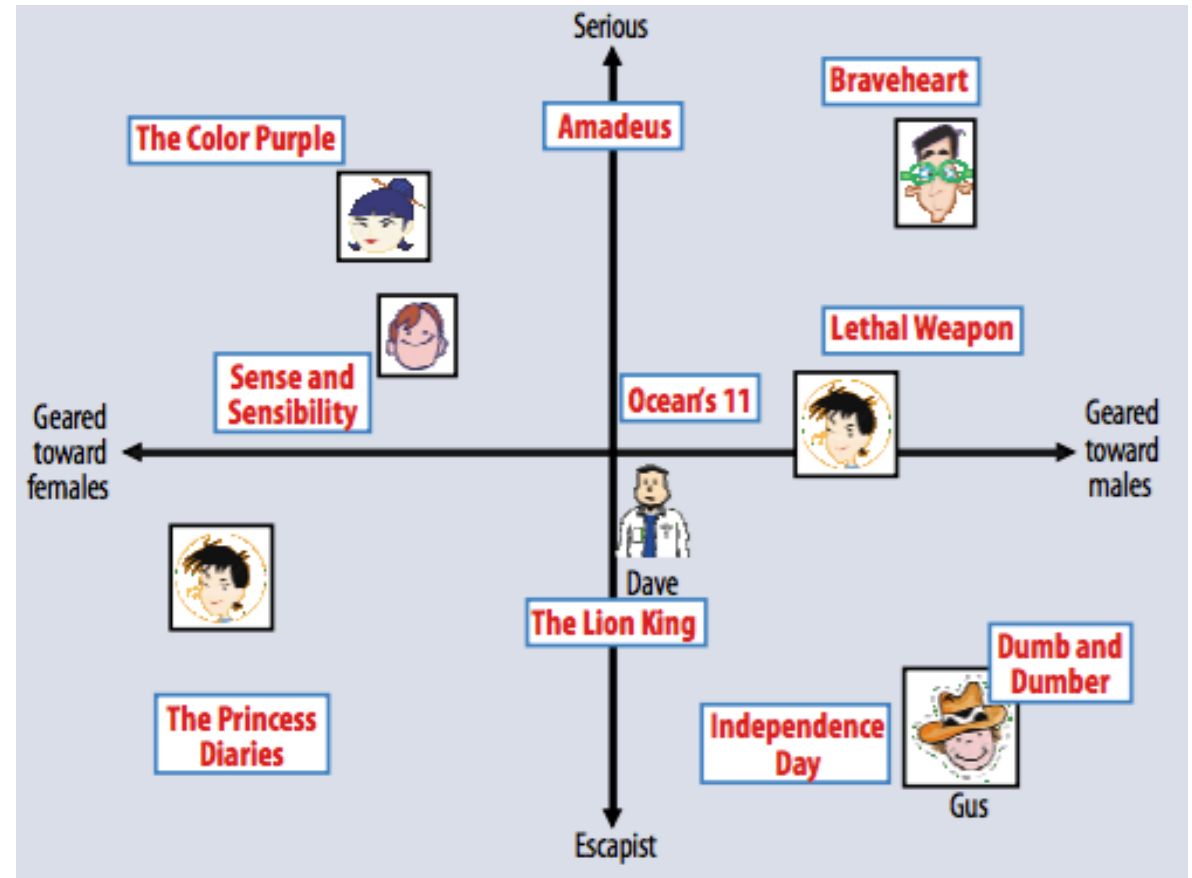 Serious
Braveheart
Amadeus
The Color Purple
Lethal Weapon
Sense and
Sensibility
Ocean's 11
Geared
toward
females
Geared
toward
males
Dave
The Lion King
Dumb and
Dumber
The Princess
Diaries
Independence
Day
Gus
Escapist